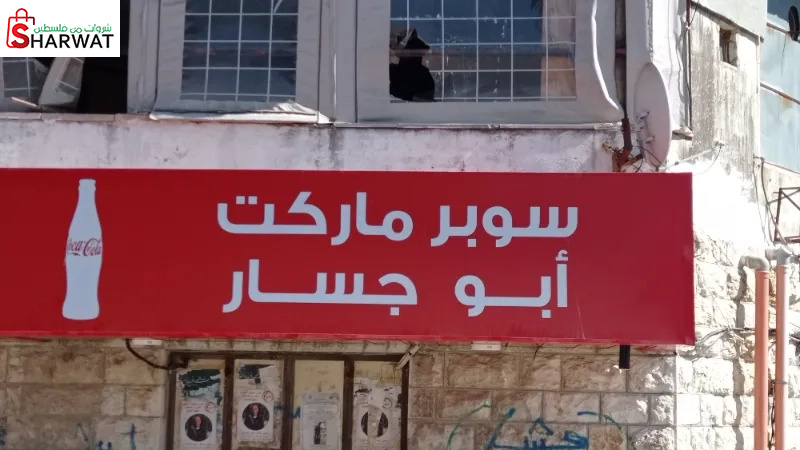 شروات من فلسطين
SHARWAT
سوبر ماركت
أبو جسار
Coca-Cola